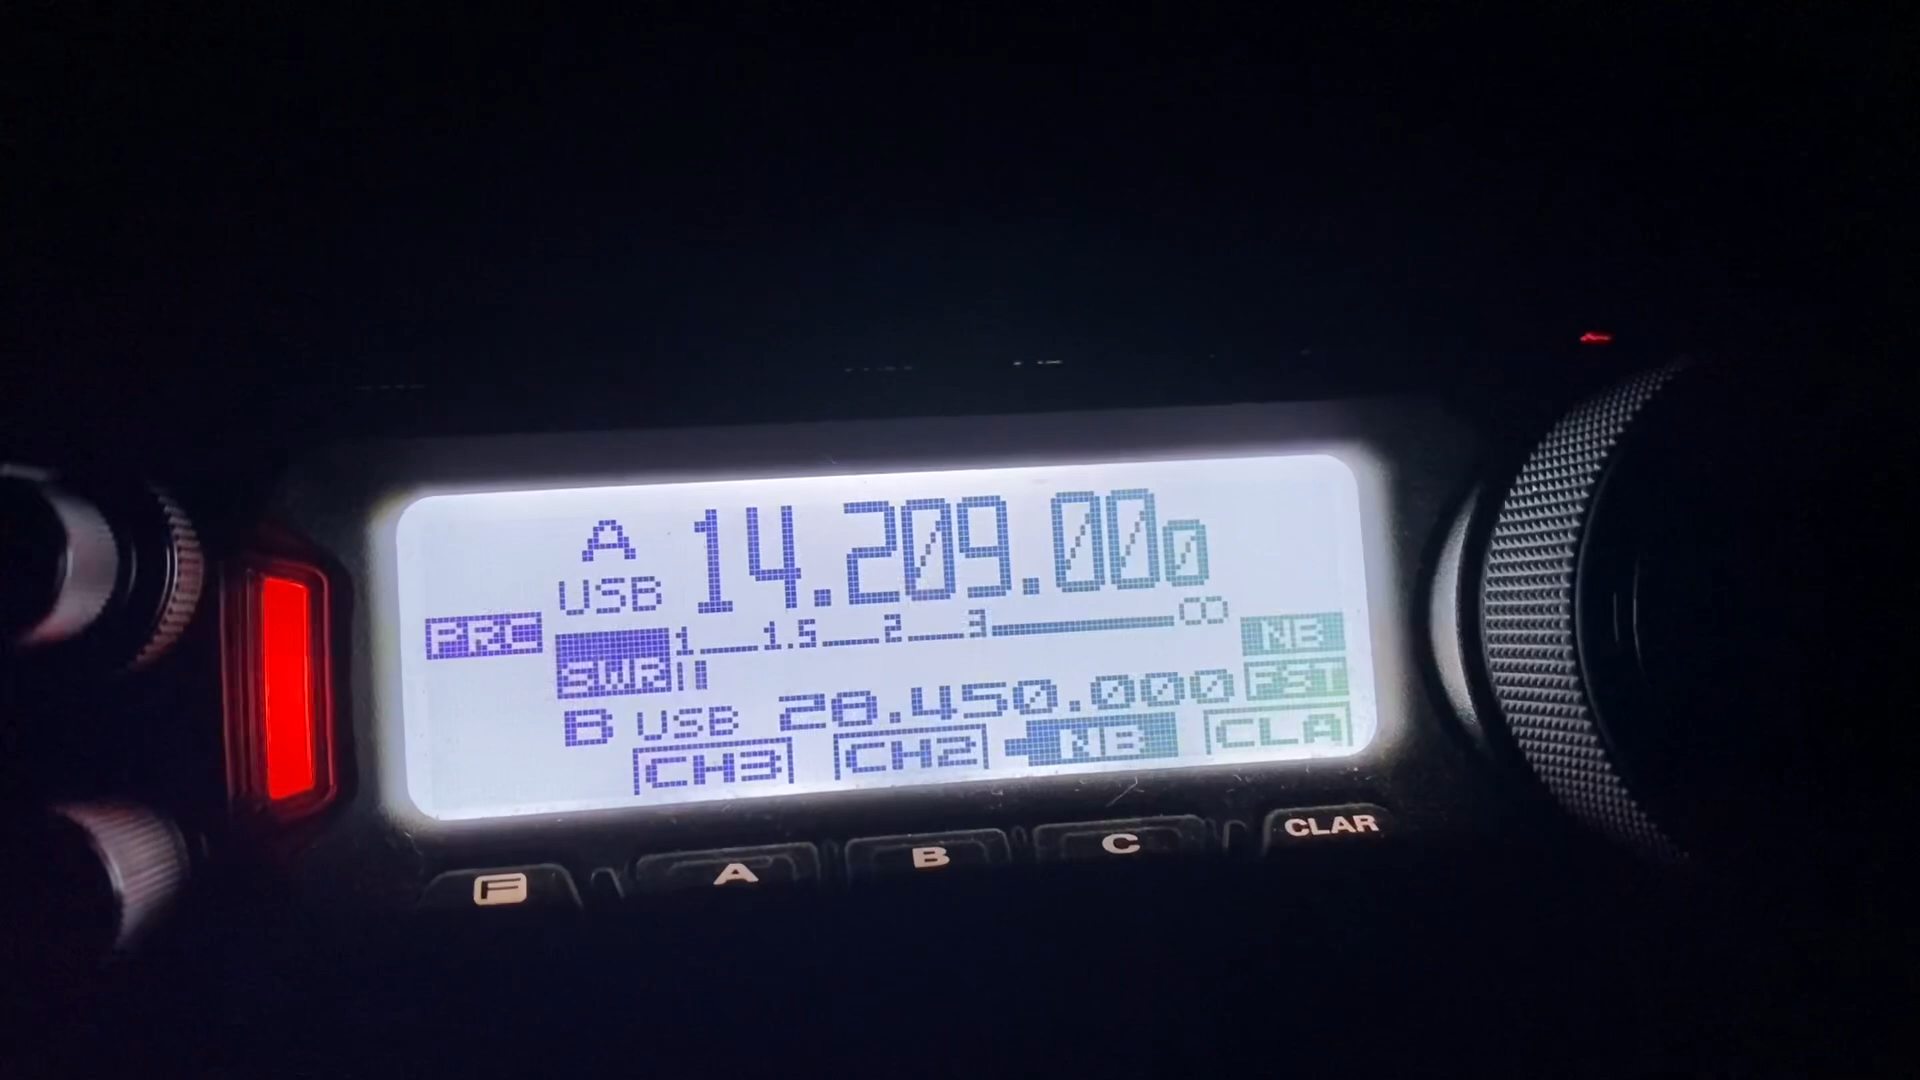 A 14.209.000
USB
PRC
1 1.5 2 3 ∞
NB
SWR
FST
B USB 28.450.000
CH3 CH2 NB CLA
F A B C CLAR